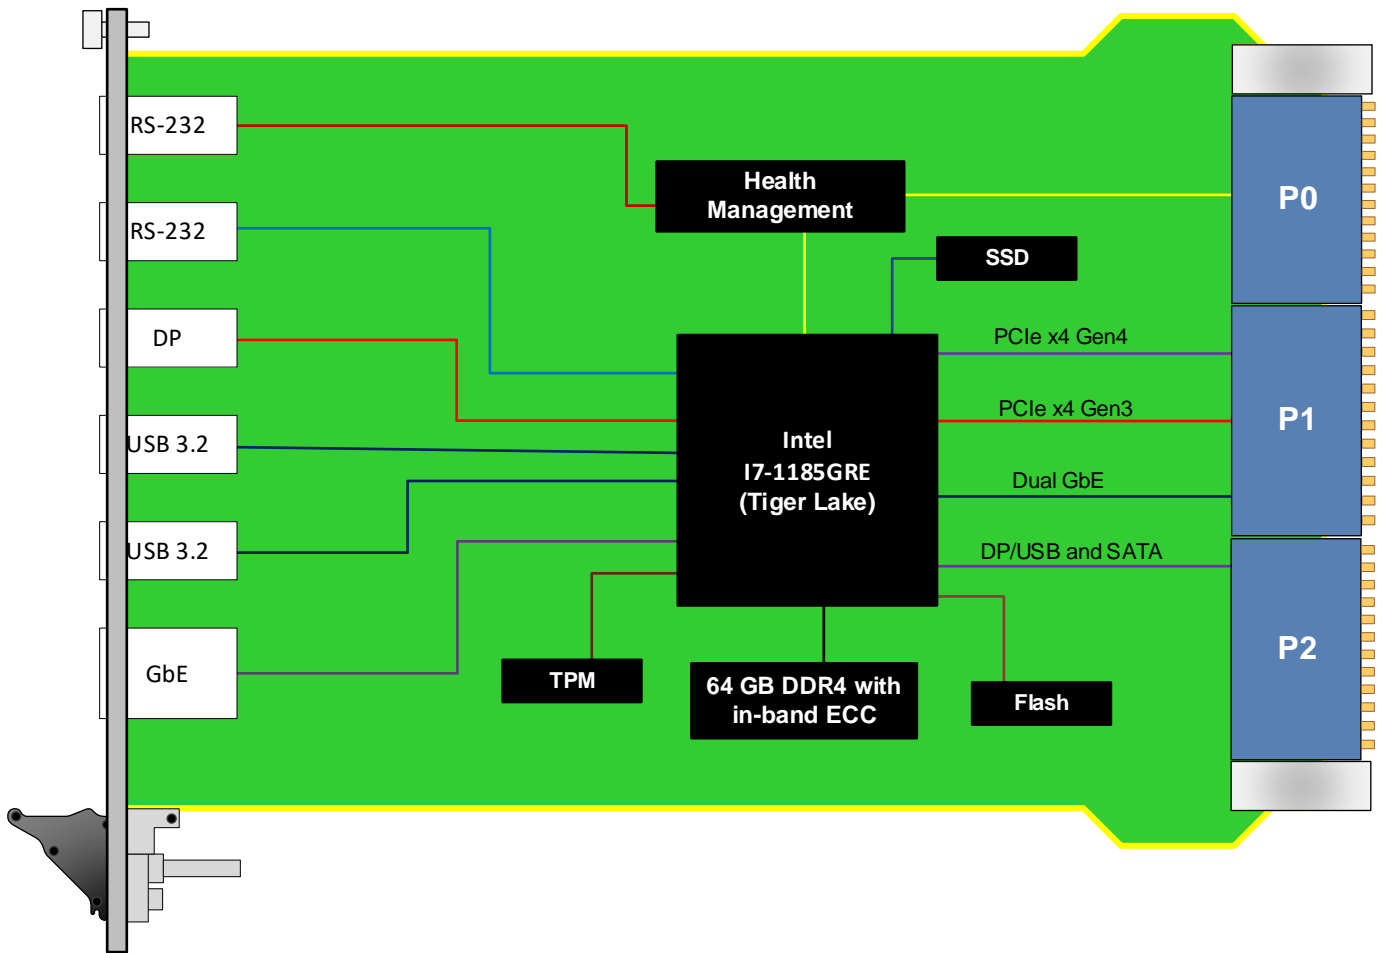 RS-232
RS-232
DP
USB 3.2
USB 3.2
GbE
Health
Management
SSD
Intel
I7-1185GRE
(Tiger Lake)
TPM
64 GB DDR4 with
in-band ECC
Flash
PCIe x4 Gen4
PCIe x4 Gen3
Dual GbE
DP/USB and SATA
P0
P1
P2